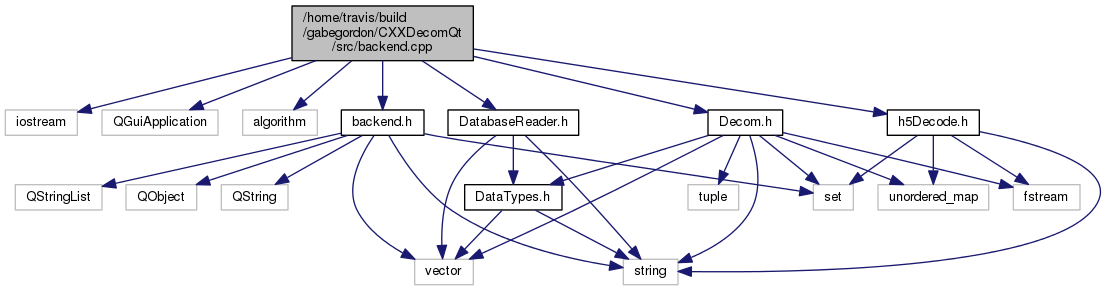 /home/travis/build
/gabegordon/CXXDecomQt
/src/backend.cpp
iostream
QGuiApplication
algorithm
backend.h
DatabaseReader.h
Decom.h
h5Decode.h
QStringList
QObject
QString
DataTypes.h
tuple
set
unordered_map
fstream
vector
string